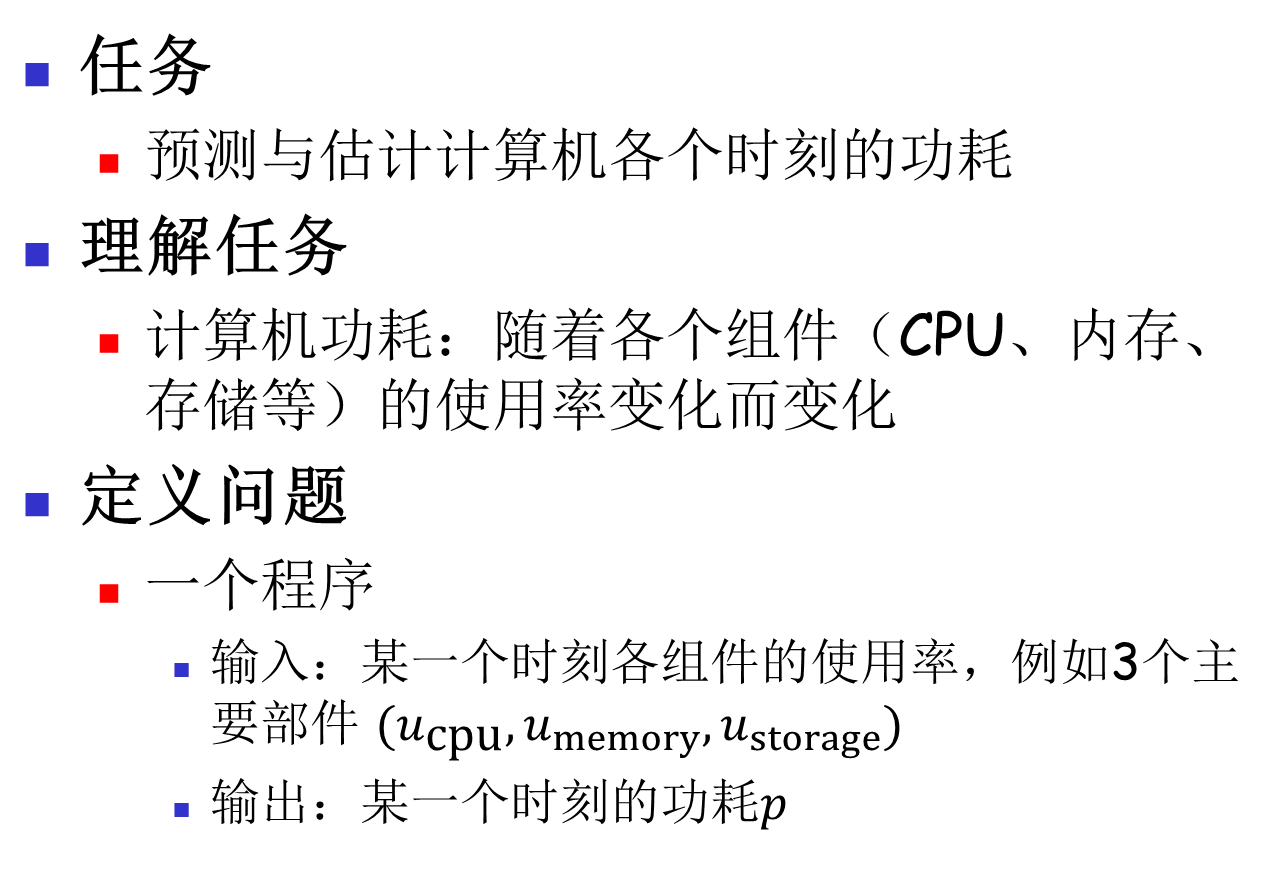 任务
预测与估计计算机各个时刻的功耗
理解任务
计算机功耗：随着各个组件（CPU、内存、
存储等）的使用率变化而变化
定义问题
一个程序
输入：某一个时刻各组件的使用率，例如3个主
要部件 (u_cpu, u_memory, u_storage)
输出：某一个时刻的功耗p